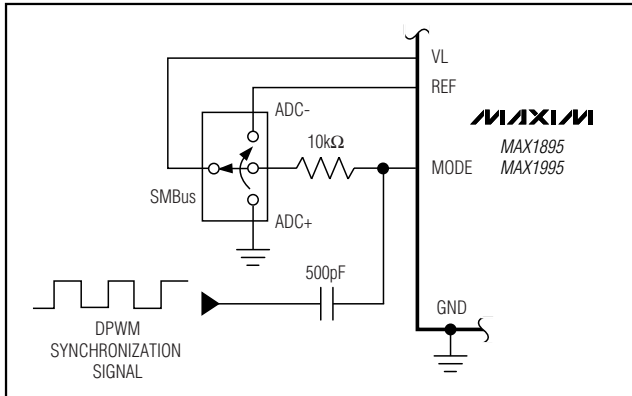 VL
REF
ADC-
MAXIM
10kΩ
MAX1895
MAX1995
MODE
SMBus
ADC+
500pF
GND
DPWM
SYNCHRONIZATION
SIGNAL